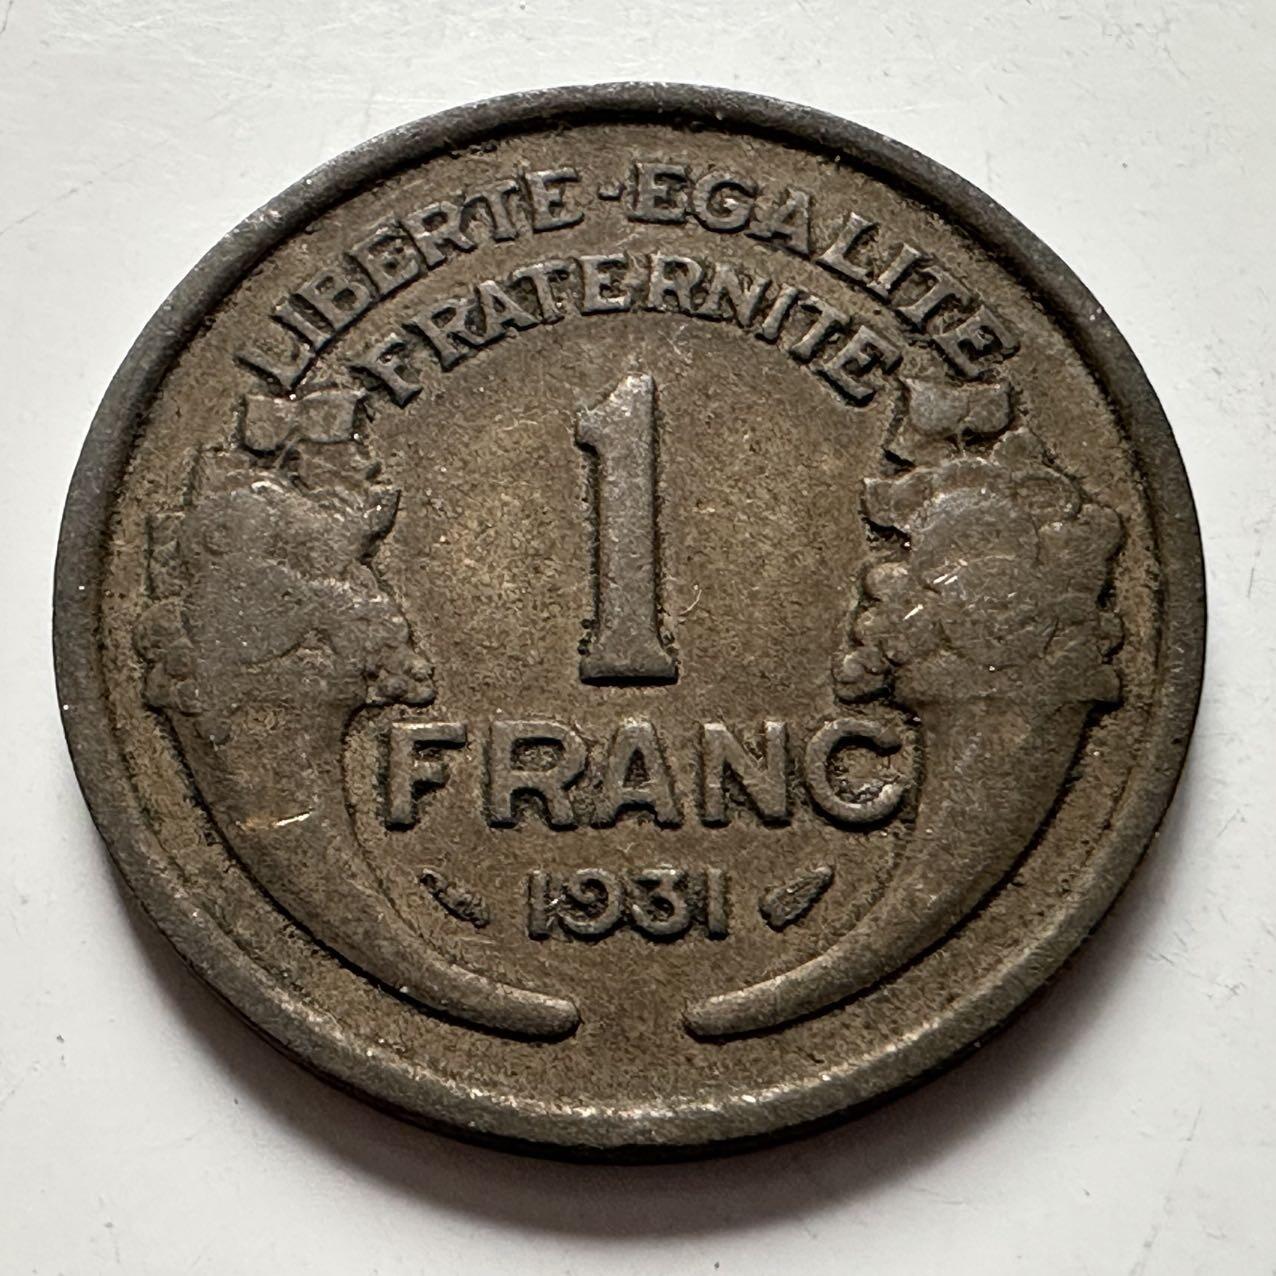 LIBERTE-EGALITE
FRATERNITE
1
FRANC
1931